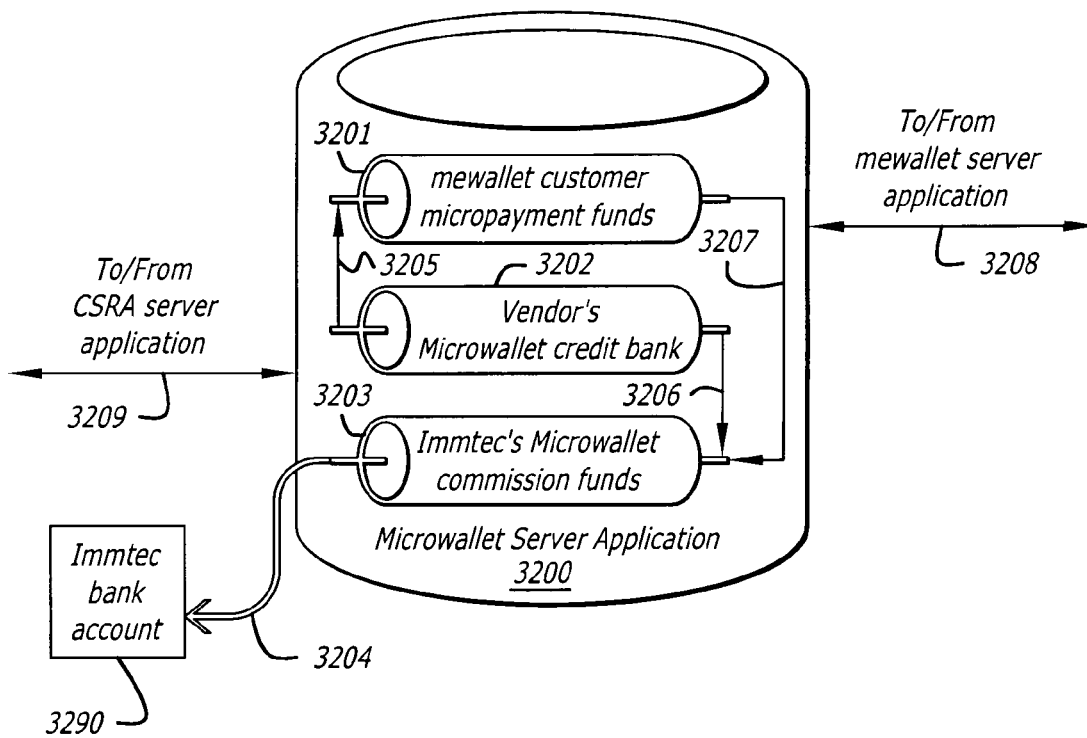 3201
mewallet customer
micropayment funds
To/From
mewallet server
application
3208
3207
3205
3202
To/From
CSRA server
application
3209
Vendor's
Microwallet credit bank
3206
3203
Immtec's Microwallet
commission funds
Microwallet Server Application
3200
Immtec
bank
account
3204
3290